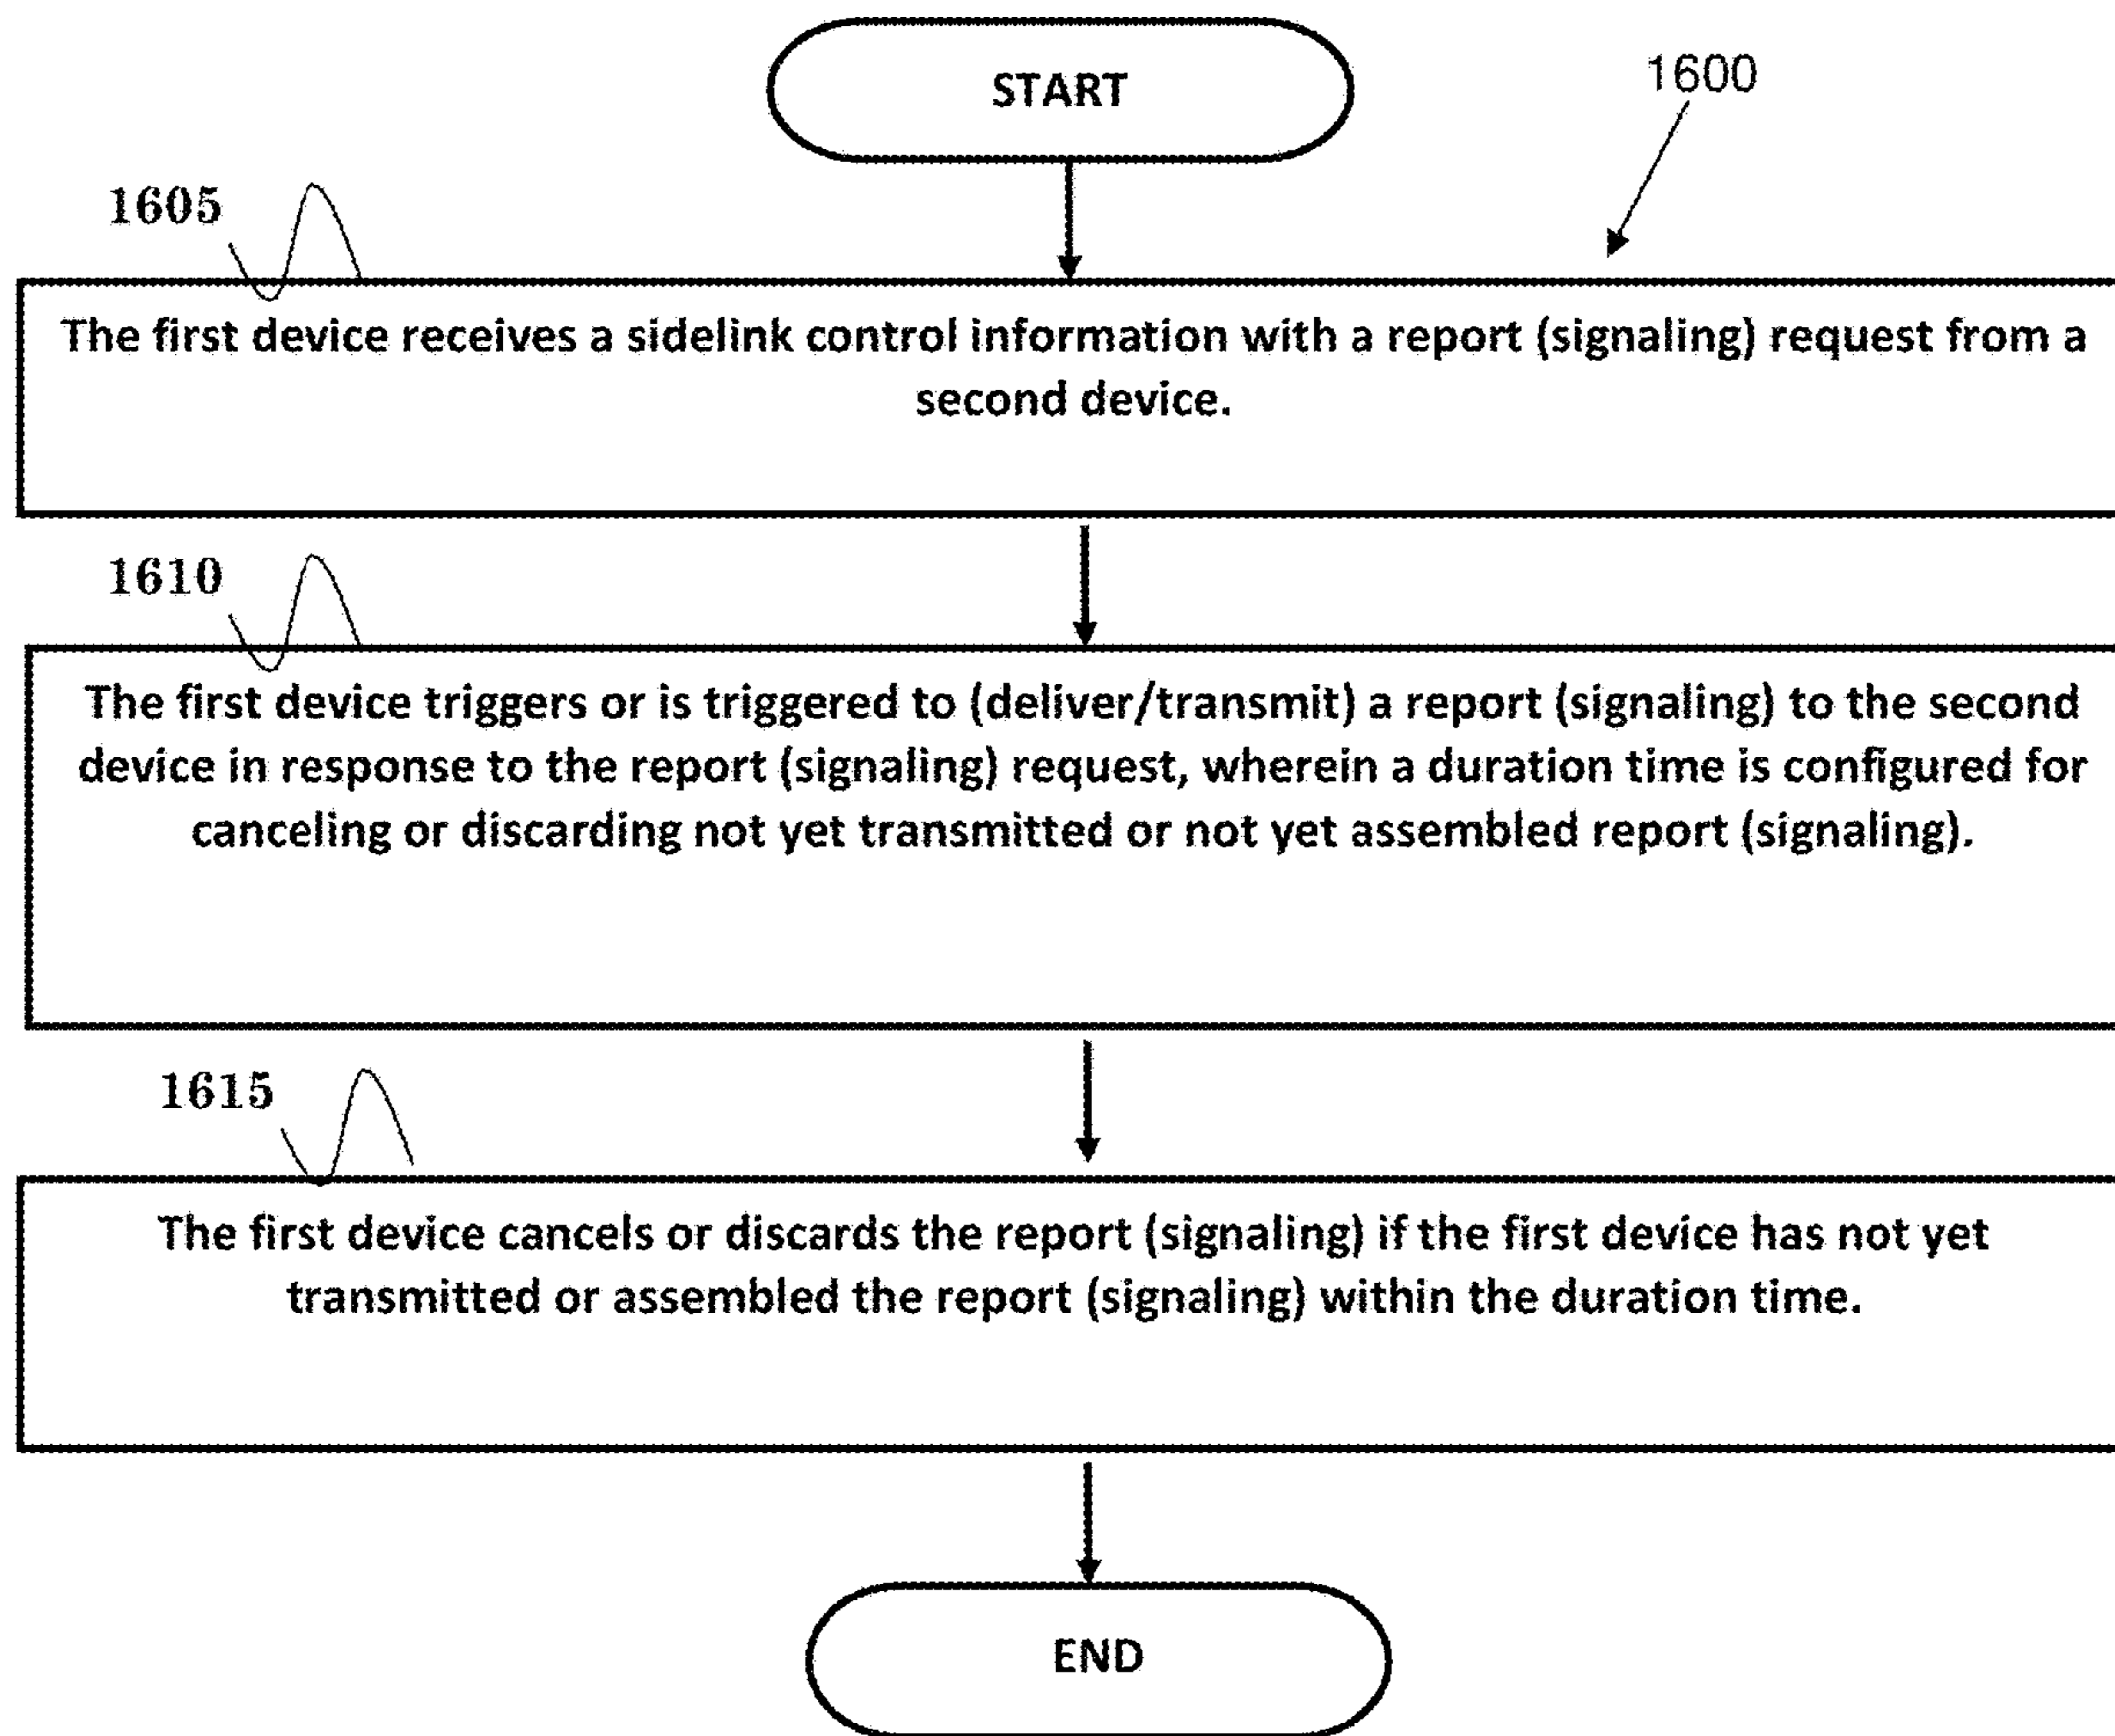 START
1600
1605
The first device receives a sidelink control information with a report (signaling) request from a
second device.
1610
The first device triggers or is triggered to (deliver/transmit) a report (signaling) to the second
device in response to the report (signaling) request, wherein a duration time is configured for
canceling or discarding not yet transmitted or not yet assembled report (signaling).
1615
The first device cancels or discards the report (signaling) if the first device has not yet
transmitted or assembled the report (signaling) within the duration time.
END